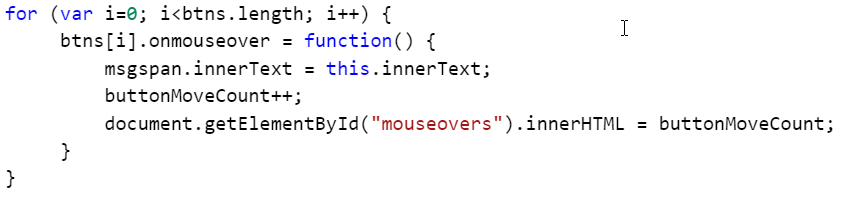 for (var i=0; i<btns.length; i++) {
btns[i].onmouseover = function() {
msgspan.innerText = this.innerText;
buttonMoveCount++;
document.getElementById("mouseovers").innerHTML = buttonMoveCount;
}
}